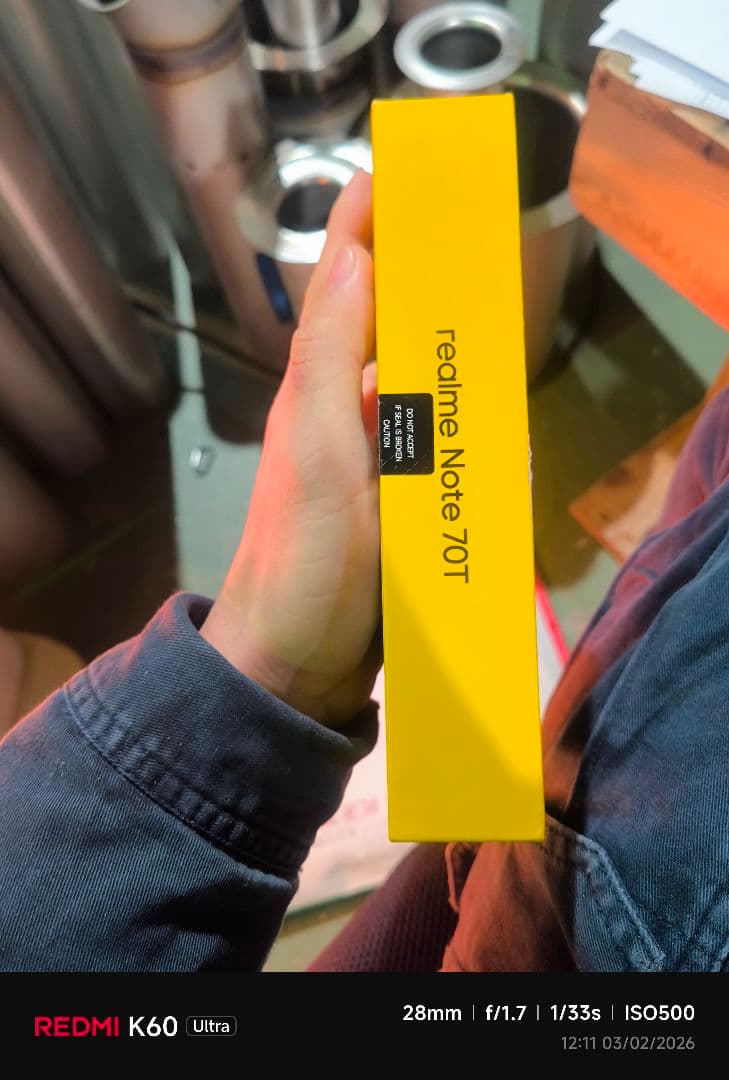 realme Note 70T
DO NOT ACCEPT
IF SEAL IS BROKEN
CAUTION
REDMI K60 Ultra
28mm | f/1.7 | 1/33s | ISO500
12:11 03/02/2026